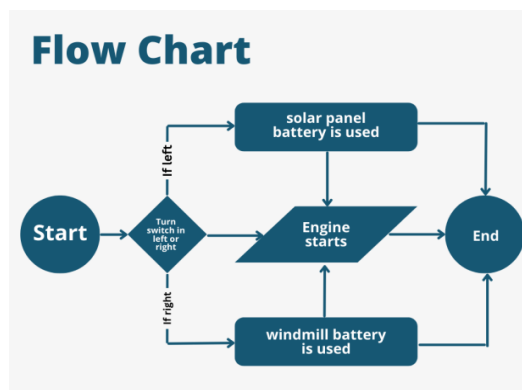 Flow Chart
solar panel
battery is used
If left
Start
Turn
switch in
left or
right
Engine
starts
End
If right
windmill battery
is used